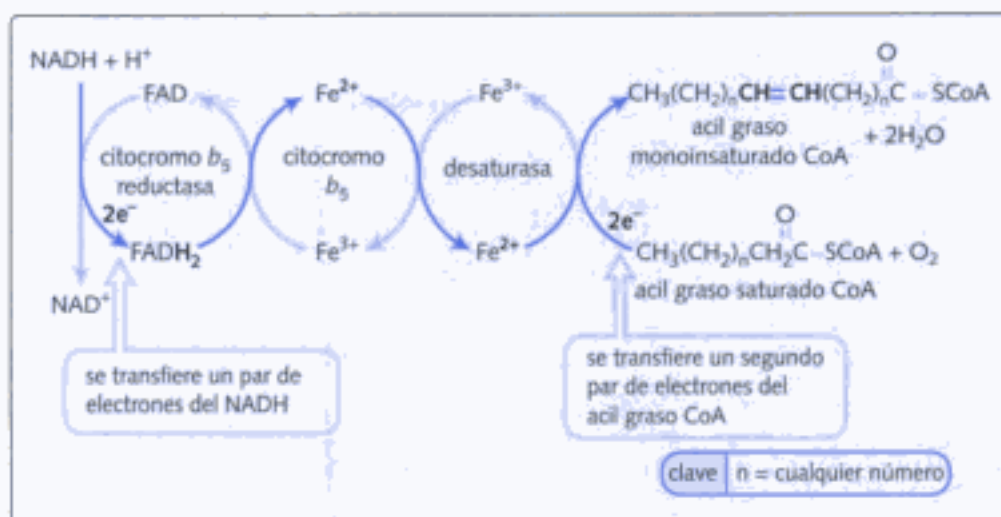 NADH + H⁺
FAD
citocromo b₅
reductasa
2e⁻
FADH₂
NAD⁺
Fe²⁺
citocromo
b₅
Fe³⁺
Fe³⁺
desaturasa
Fe²⁺
O
CH₃(CH₂)ₙCH=CH(CH₂)ₙC – SCoA
acil graso
monoinsaturado CoA
+ 2H₂O
2e⁻
O
CH₃(CH₂)ₙCH₂C–SCoA + O₂
acil graso saturado CoA
se transfiere un par de
electrones del NADH
se transfiere un segundo
par de electrones del
acil graso CoA
clave n = cualquier número